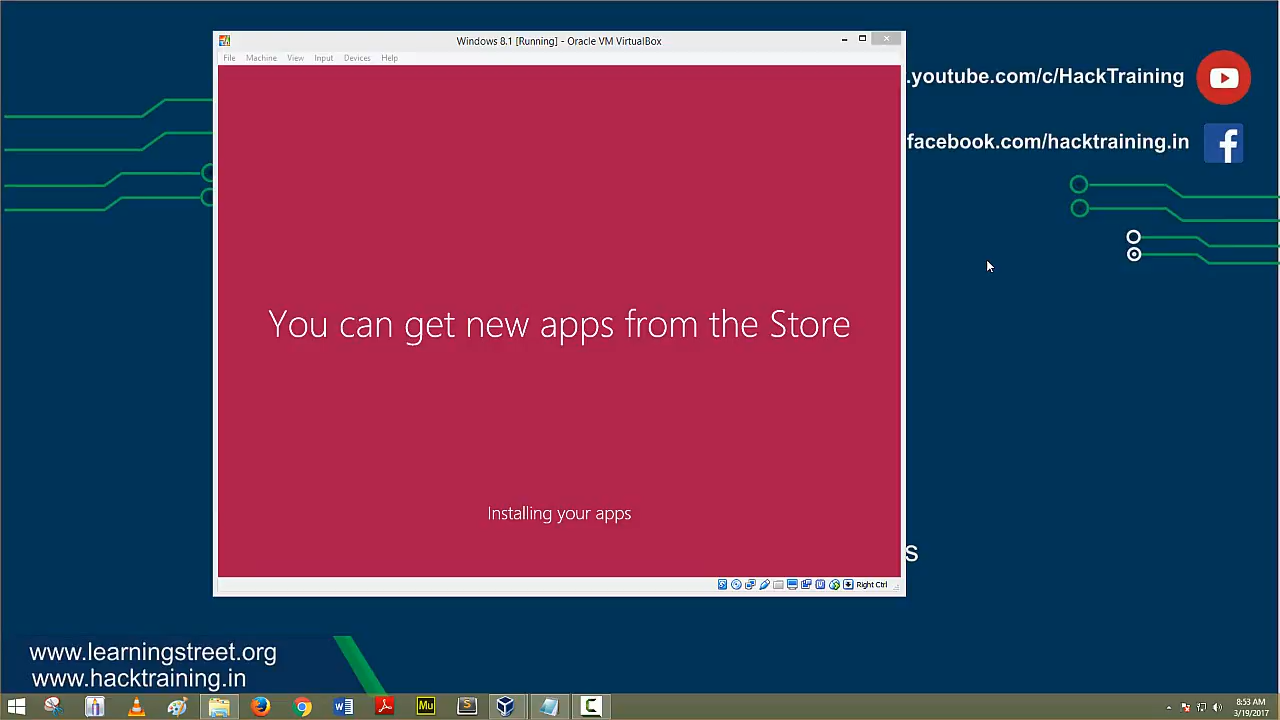 Windows 8.1 [Running] - Oracle VM VirtualBox
File Machine View Input Devices Help
.youtube.com/c/HackTraining
facebook.com/hacktraining.in
You can get new apps from the Store
Installing your apps
s
Right Ctrl
www.learningstreet.org
www.hacktraining.in
Mu
S
8:53 AM
3/19/2017